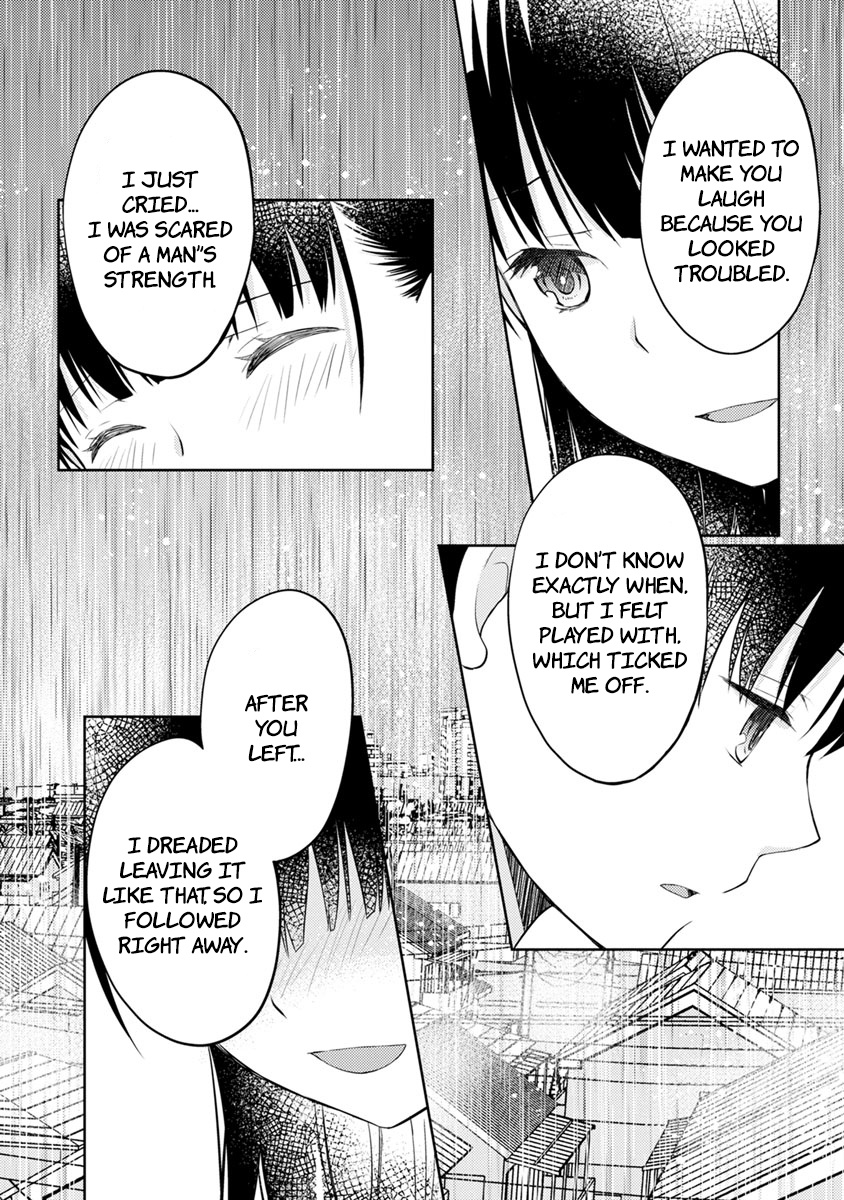 I WANTED TO
MAKE YOU
LAUGH
BECAUSE YOU
LOOKED
TROUBLED.
I JUST
CRIED...
I WAS SCARED
OF A MAN"S
STRENGTH.
I DON'T KNOW
EXACTLY WHEN.
BUT I FELT
PLAYED WITH.
WHICH TICKED
ME OFF.
AFTER
YOU
LEFT...
I DREADED
LEAVING IT
LIKE THAT, SO I
FOLLOWED
RIGHT AWAY.